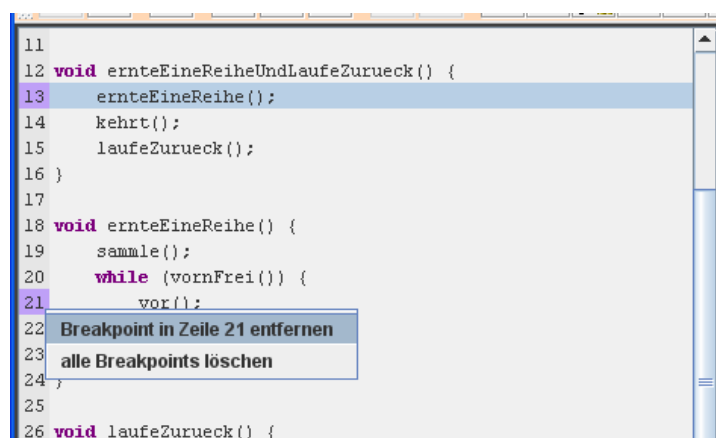 11
12 void ernteEineReiheUndLaufeZurueck() {
13     ernteEineReihe();
14     kehrt();
15     laufeZurueck();
16 }
17
18 void ernteEineReihe() {
19     sammle();
20     while (vornFrei()) {
21         vor();
22 Breakpoint in Zeile 21 entfernen
23 alle Breakpoints löschen
24 }
25
26 void laufeZurueck() {